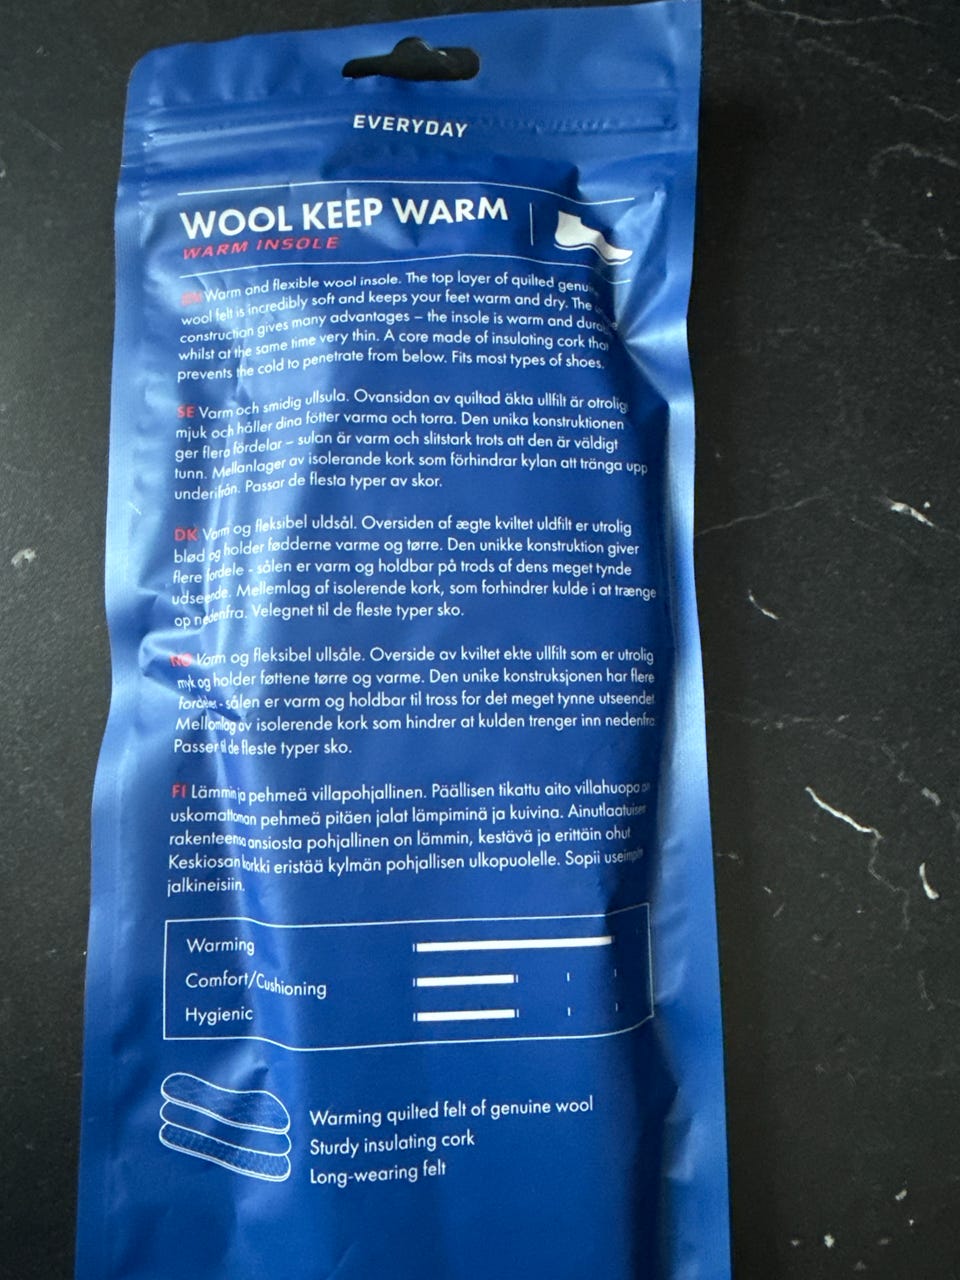 EVERYDAY
WOOL KEEP WARM
WARM INSOLE
Warm and flexible wool insole. The top layer of quilted
wool felt is incredibly soft and keeps your feet warm and dry. The
construction gives many advantages – the insole is warm and
whilst at the same time very thin. A core made of insulating cork that
prevents the cold to penetrate from below. Fits most types of shoes.
SE Varm och smidig ullsula. Ovansidan av quiltad äkta ullfilt är otroligt
mjuk och håller dina fötter varma och torra. Den unika konstruktionen
ger flera fördelar – sulan är varm och slitstark trots att den är väldigt
tunn. Mellanlager av isolerande kork som förhindrar kylan att tränga upp
underifrån. Passar de flesta typer av skor.
DK Varm og fleksibel uldsål. Oversiden af ægte kviltet uldfilt er utrolig
blød og holder fødderne varme og tørre. Den unikke konstruktion giver
flere fordele - sålen er varm og holdbar på trods af dens meget tynde
udseende. Mellemlag af isolerende kork, som forhindrer kulde i at trænge
op nedenfra. Velegnet til de fleste typer sko.
NO Varm og fleksibel ullsåle. Overside av kviltet ekte ullfilt som er utrolig
myk og holder føttene tørre og varme. Den unike konstruksjonen har flere
fordeler - sålen er varm og holdbar til tross for det meget tynne utseendet.
Mellomlag av isolerende kork som hindrer at kulden trenger inn nedenfra.
Passer til de fleste typer sko.
FI Lämmin ja pehmeä villapohjallinen. Päällisen tikattu aito villahuopa on
uskomattoman pehmeä pitäen jalat lämpiminä ja kuivina. Ainutlaatuisen
rakenteensa ansiosta pohjallinen on lämmin, kestävä ja erittäin ohut
Keskiosan korkki eristää kylmän pohjallisen ulkopuolelle. Sopii useimpiin
jalkineisiin.
Warming
Comfort/Cushioning
Hygienic
Warming quilted felt of genuine wool
Sturdy insulating cork
Long-wearing felt